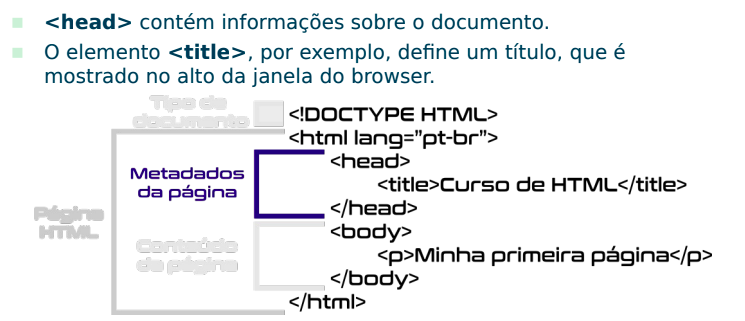 <head> contém informações sobre o documento.
O elemento <title>, por exemplo, define um título, que é
mostrado no alto da janela do browser.
Tipo de
documento
<!DOCTYPE HTML>
<html lang="pt-br">
<head>
Metadados
da página
<title>Curso de HTML</title>
</head>
Página
HTML
<body>
Conteúdo
da página
<p>Minha primeira página</p>
</body>
</html>